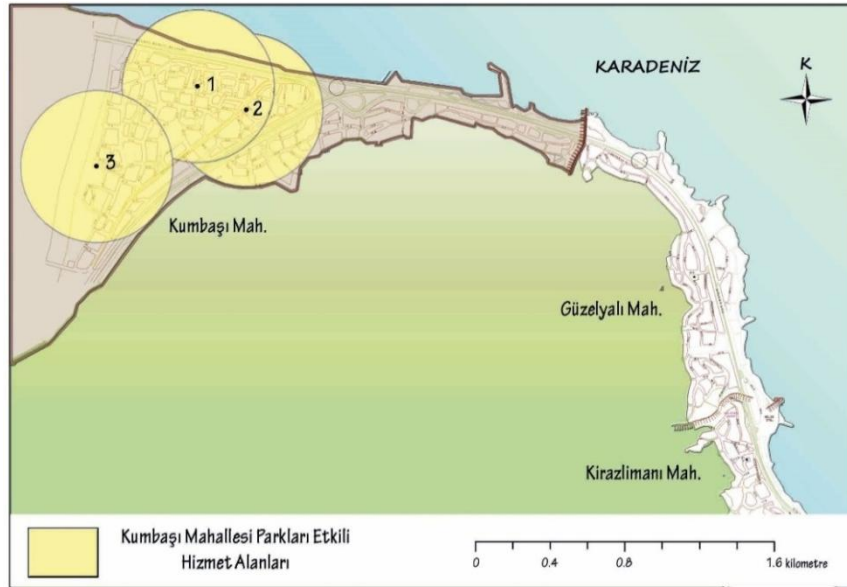 KARADENİZ
K
1
2
3
Kumbaşı Mah.
Güzelyalı Mah.
Kirazlimanı Mah.
Kumbaşı Mahallesi Parkları Etkili
Hizmet Alanları
0 0.4 0.8 1.6 kilometre